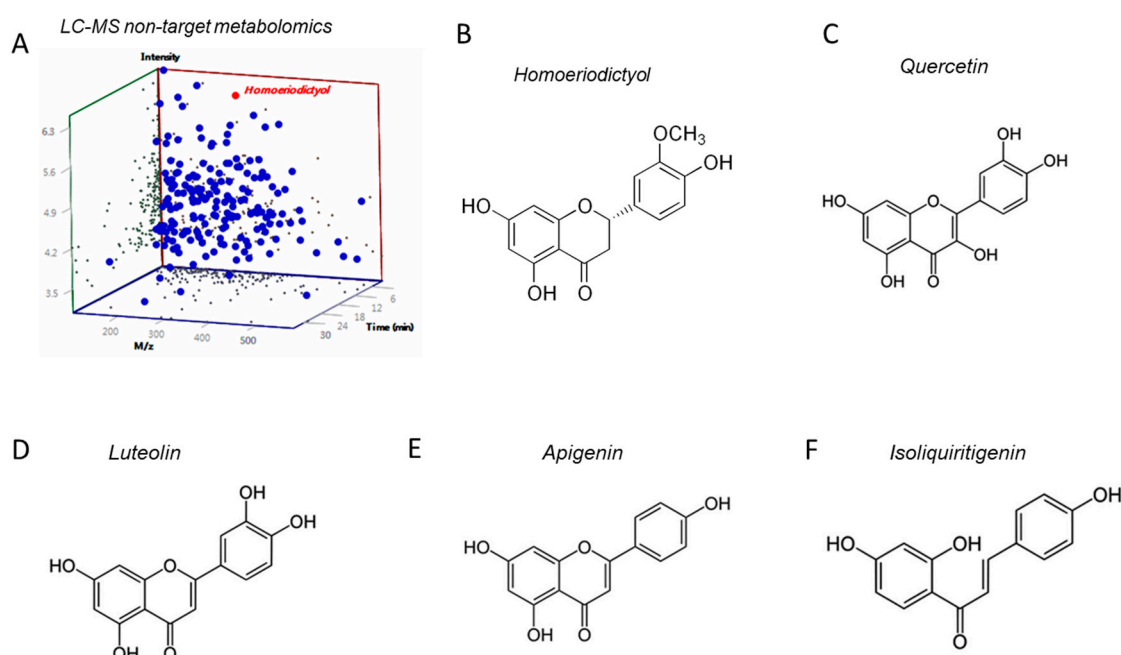 LC-MS non-target metabolomics
A
Intensity
Homoeriodictyol
6.3
5.6
4.9
4.2
3.5
200
300
400
500
M/z
6
12
18
24
30
Time (min)
B
Homoeriodictyol
OCH3
OH
HO
O
OH
O
C
Quercetin
OH
OH
HO
O
OH
OH
O
D
Luteolin
OH
OH
HO
O
OH
O
E
Apigenin
OH
HO
O
OH
O
F
Isoliquiritigenin
OH
HO
OH
O